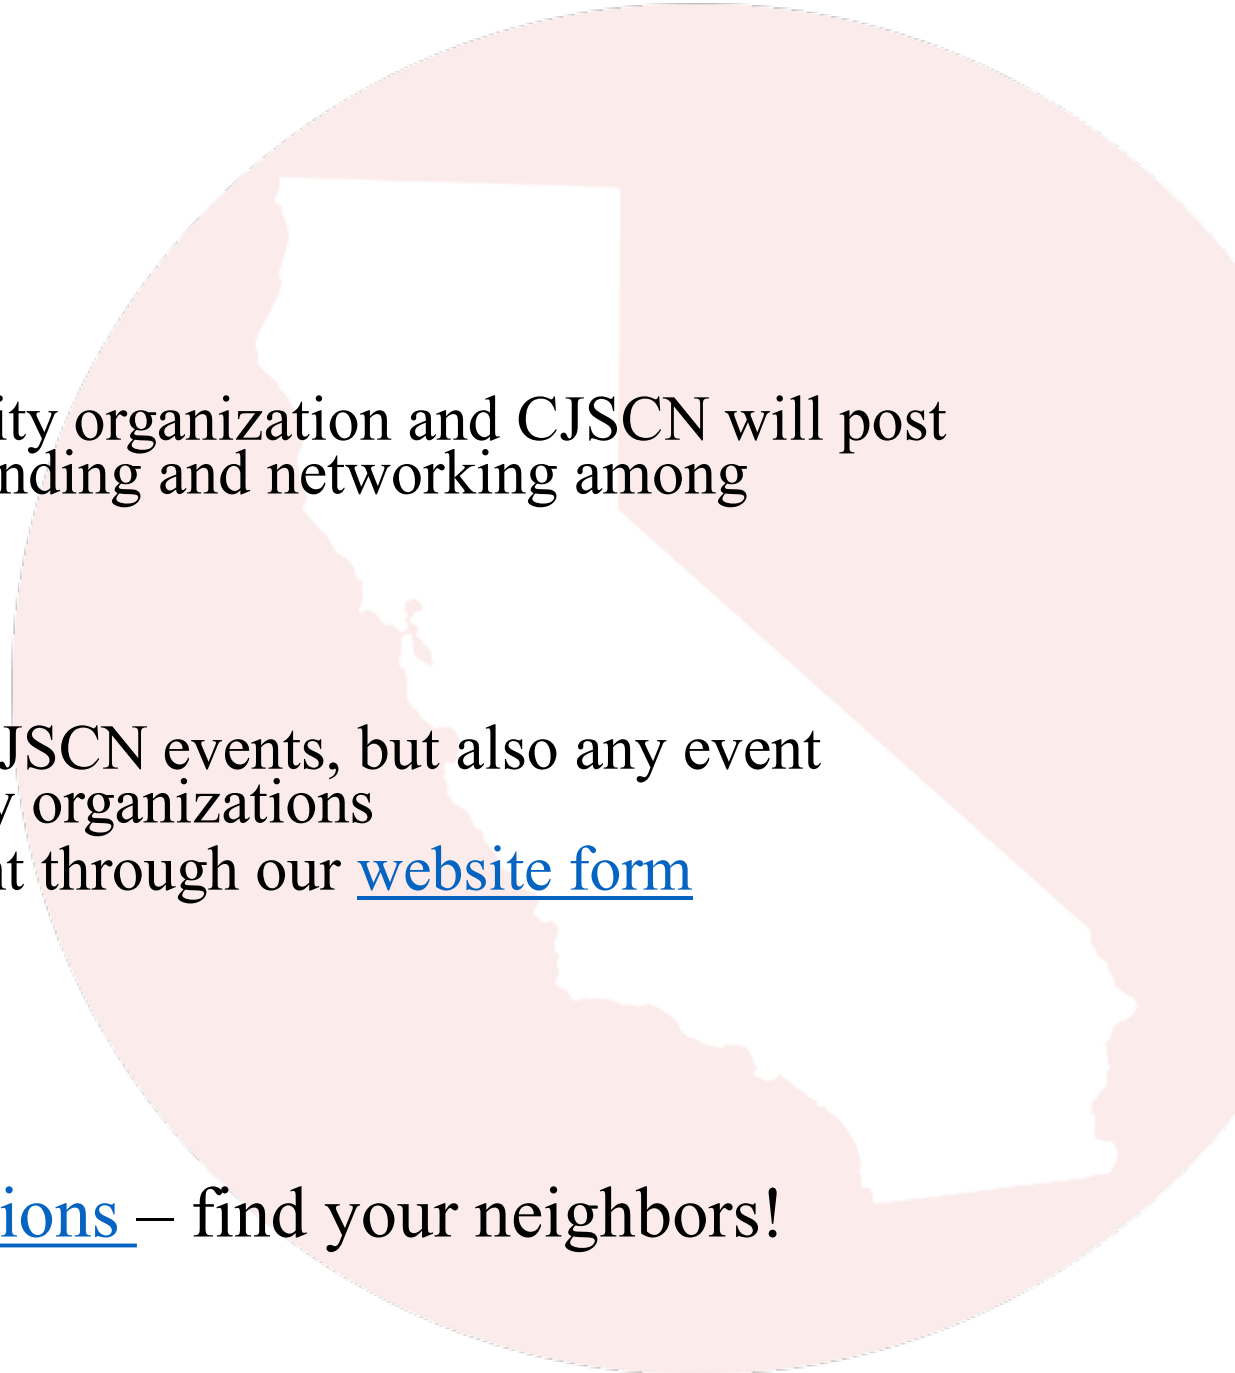 ity organization and CJSCN will post
nding and networking among
JSCN events, but also any event
y organizations
nt through our website form
ions – find your neighbors!